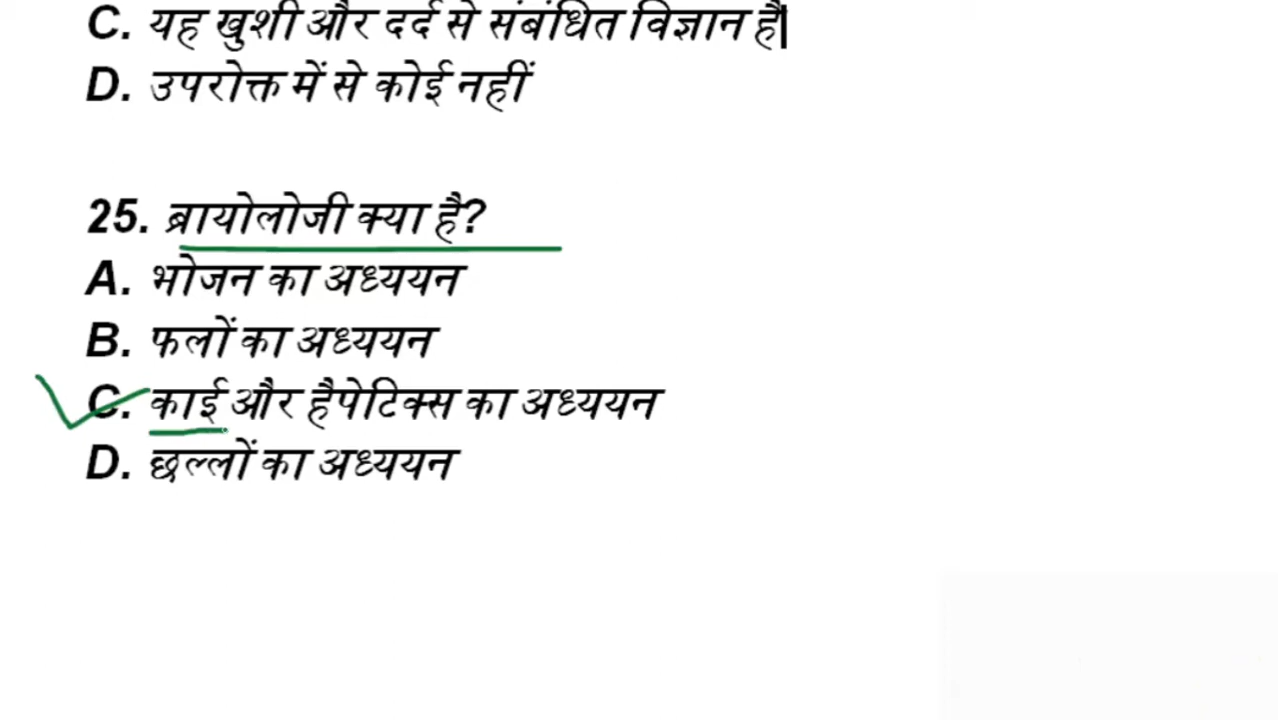 C. यह खुशी और दर्द से संबंधित विज्ञान है|
D. उपरोक्त में से कोई नहीं
25. ब्रायोलोजी क्या है?
A. भोजन का अध्ययन
B. फलों का अध्ययन
C. काई और हैपेटिक्स का अध्ययन
D. छल्लों का अध्ययन